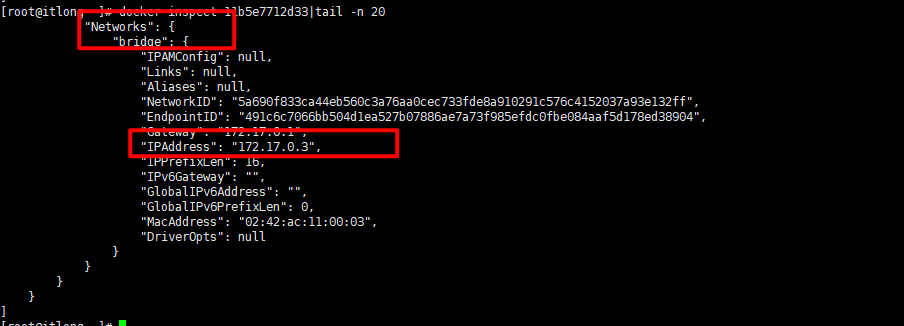 [root@itlong ~]# docker inspect 11b5e7712d33|tail -n 20
"Networks": {
"bridge": {
"IPAMConfig": null,
"Links": null,
"Aliases": null,
"NetworkID": "5a690f833ca44eb560c3a76aa0cec733fde8a910291c576c4152037a93e132ff",
"EndpointID": "491c6c7066bb504d1ea527b07886ae7a73f985efdc0fbe084aaf5d178ed38904",
"Gateway": "172.17.0.1",
"IPAddress": "172.17.0.3",
"IPPrefixLen": 16,
"IPv6Gateway": "",
"GlobalIPv6Address": "",
"GlobalIPv6PrefixLen": 0,
"MacAddress": "02:42:ac:11:00:03",
"DriverOpts": null
}
}
}
}
]
[root@itlong ~]#